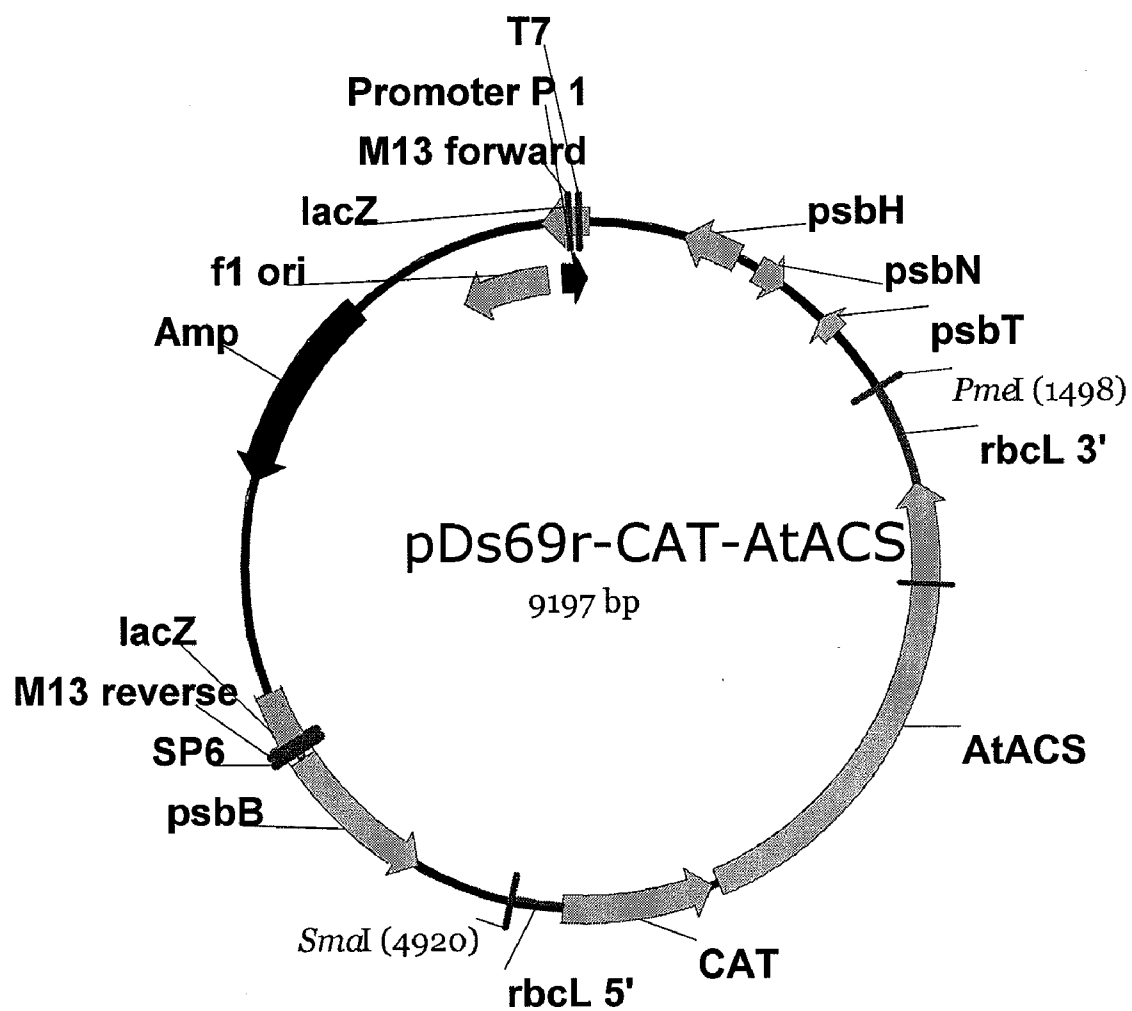 T7
Promoter P 1
M13 forward
lacZ
psbH
f1 ori
psbN
Amp
psbT
PmeI (1498)
rbcL 3'
pDs69r-CAT-AtACS
9197 bp
lacZ
M13 reverse
SP6
AtACS
psbB
SmaI (4920)
CAT
rbcL 5'